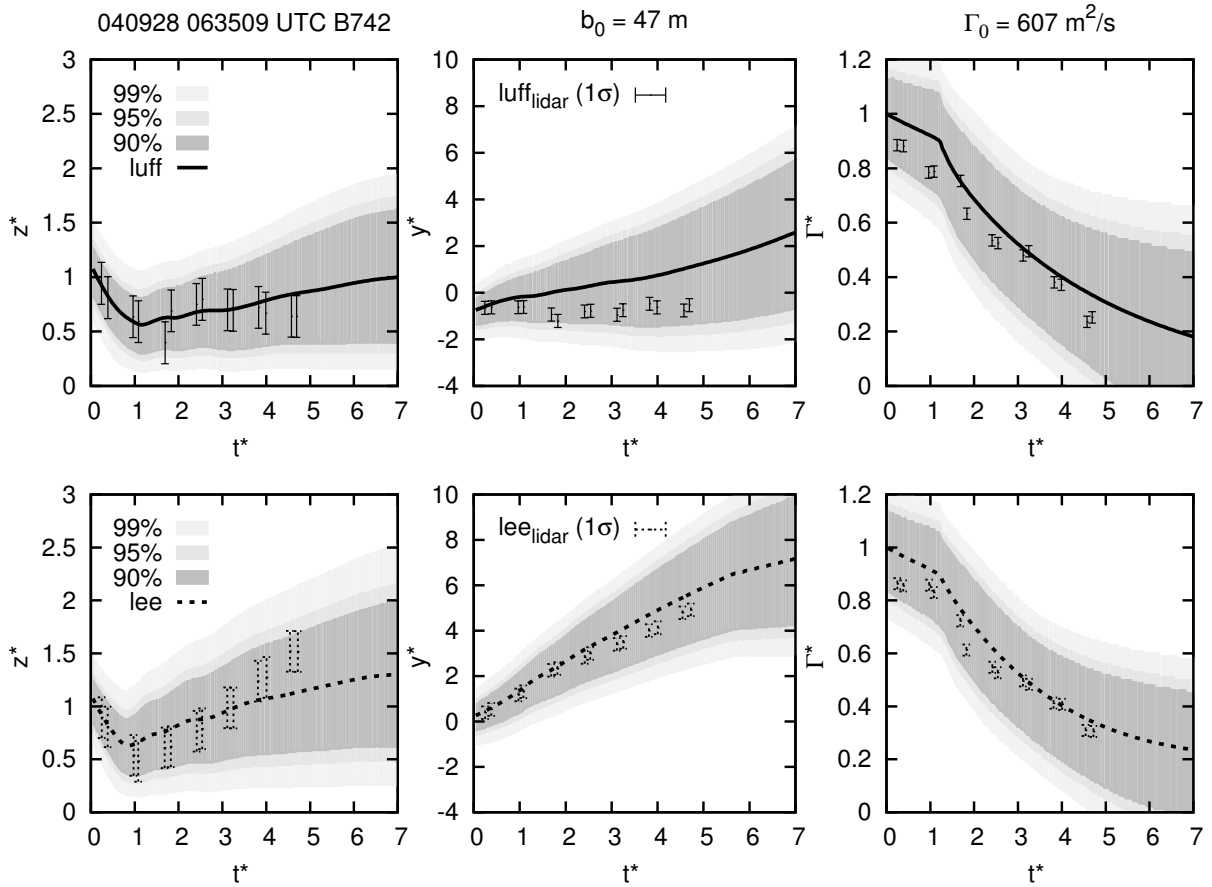 040928 063509 UTC B742
b0 = 47 m
Γ0 = 607 m²/s
3
2.5
2
1.5
1
0.5
0
z*
99%
95%
90%
luff
0 1 2 3 4 5 6 7
t*
10
8
6
4
2
0
-2
-4
y*
luff_lidar (1σ)
0 1 2 3 4 5 6 7
t*
1.2
1
0.8
0.6
0.4
0.2
0
Γ*
0 1 2 3 4 5 6 7
t*
3
2.5
2
1.5
1
0.5
0
z*
99%
95%
90%
lee
0 1 2 3 4 5 6 7
t*
10
8
6
4
2
0
-2
-4
y*
lee_lidar (1σ)
0 1 2 3 4 5 6 7
t*
1.2
1
0.8
0.6
0.4
0.2
0
Γ*
0 1 2 3 4 5 6 7
t*